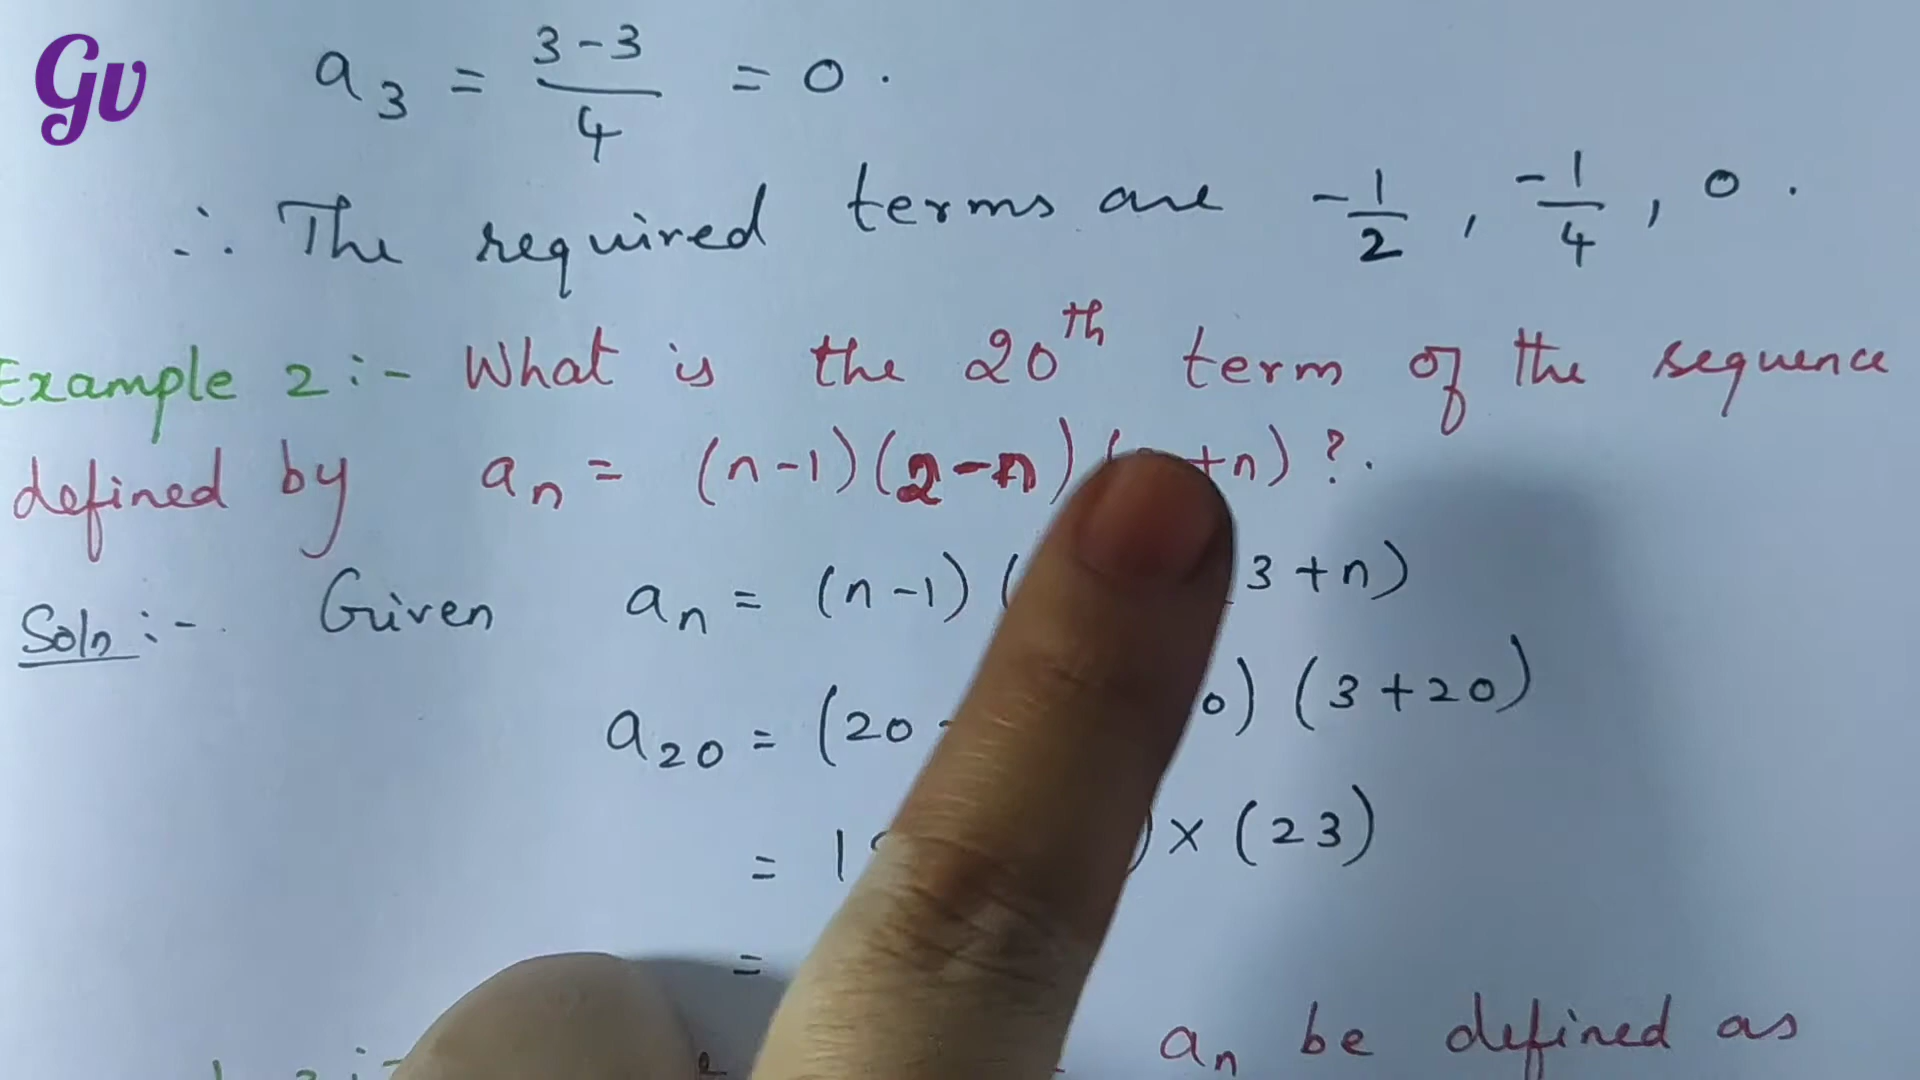 Gv
a₃ = (3-3)/4 = 0.
∴ The required terms are -1/2, -1/4, 0.
Example 2 :- What is the 20th term of the sequence
defined by aₙ = (n-1)(2-n)( +n) ?.
Soln :- Given aₙ = (n-1)( 3+n)
a₂₀ = (20 0) (3+20)
= 1 ) × (23)
=
aₙ be defined as